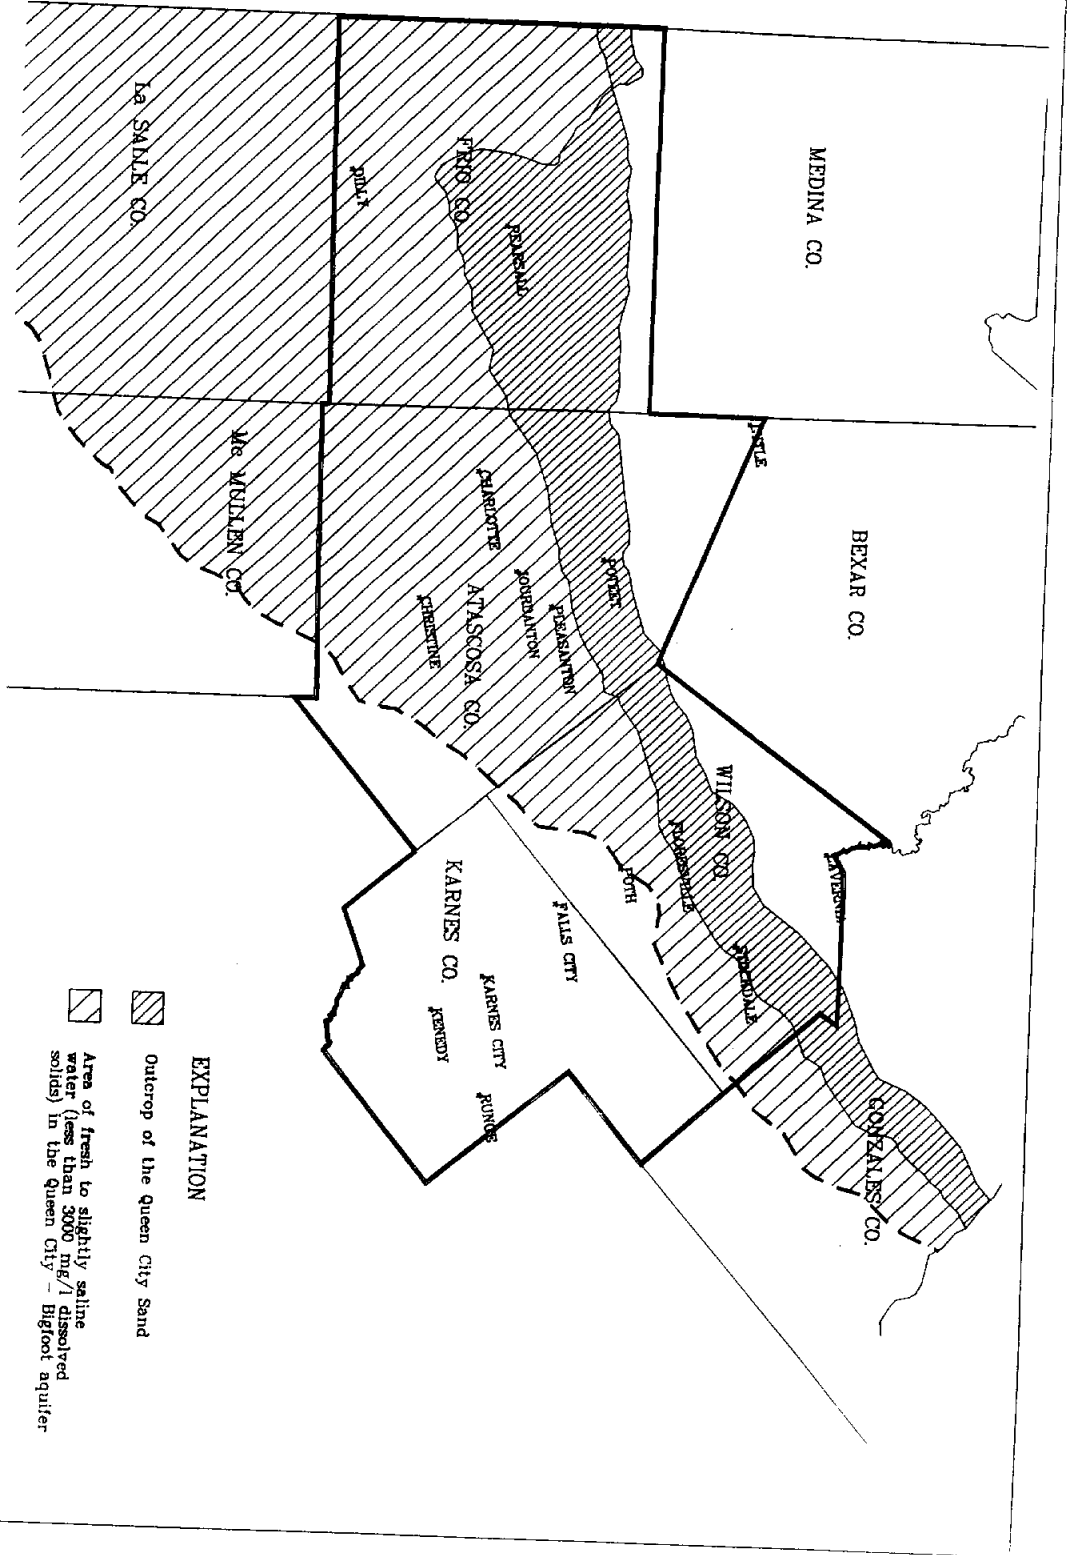 MEDINA CO.
BEXAR CO.
LYTLE
LAVERNIA
GONZALES CO.
WILSON CO.
STOCKDALE
FLORESVILLE
POTH
POTEET
PLEASANTON
JOURDANTON
CHARLOTTE
CHRISTINE
ATASCOSA CO.
PEARSALL
FRIO CO.
DILLY
La SALLE CO.
Mc MULLEN CO.
FALLS CITY
KARNES CO.
KARNES CITY
KENEDY
RUNGE
EXPLANATION
Outcrop of the Queen City Sand
Area of fresh to slightly saline
water (less than 3000 mg/l dissolved
solids) in the Queen City - Bigfoot aquifer